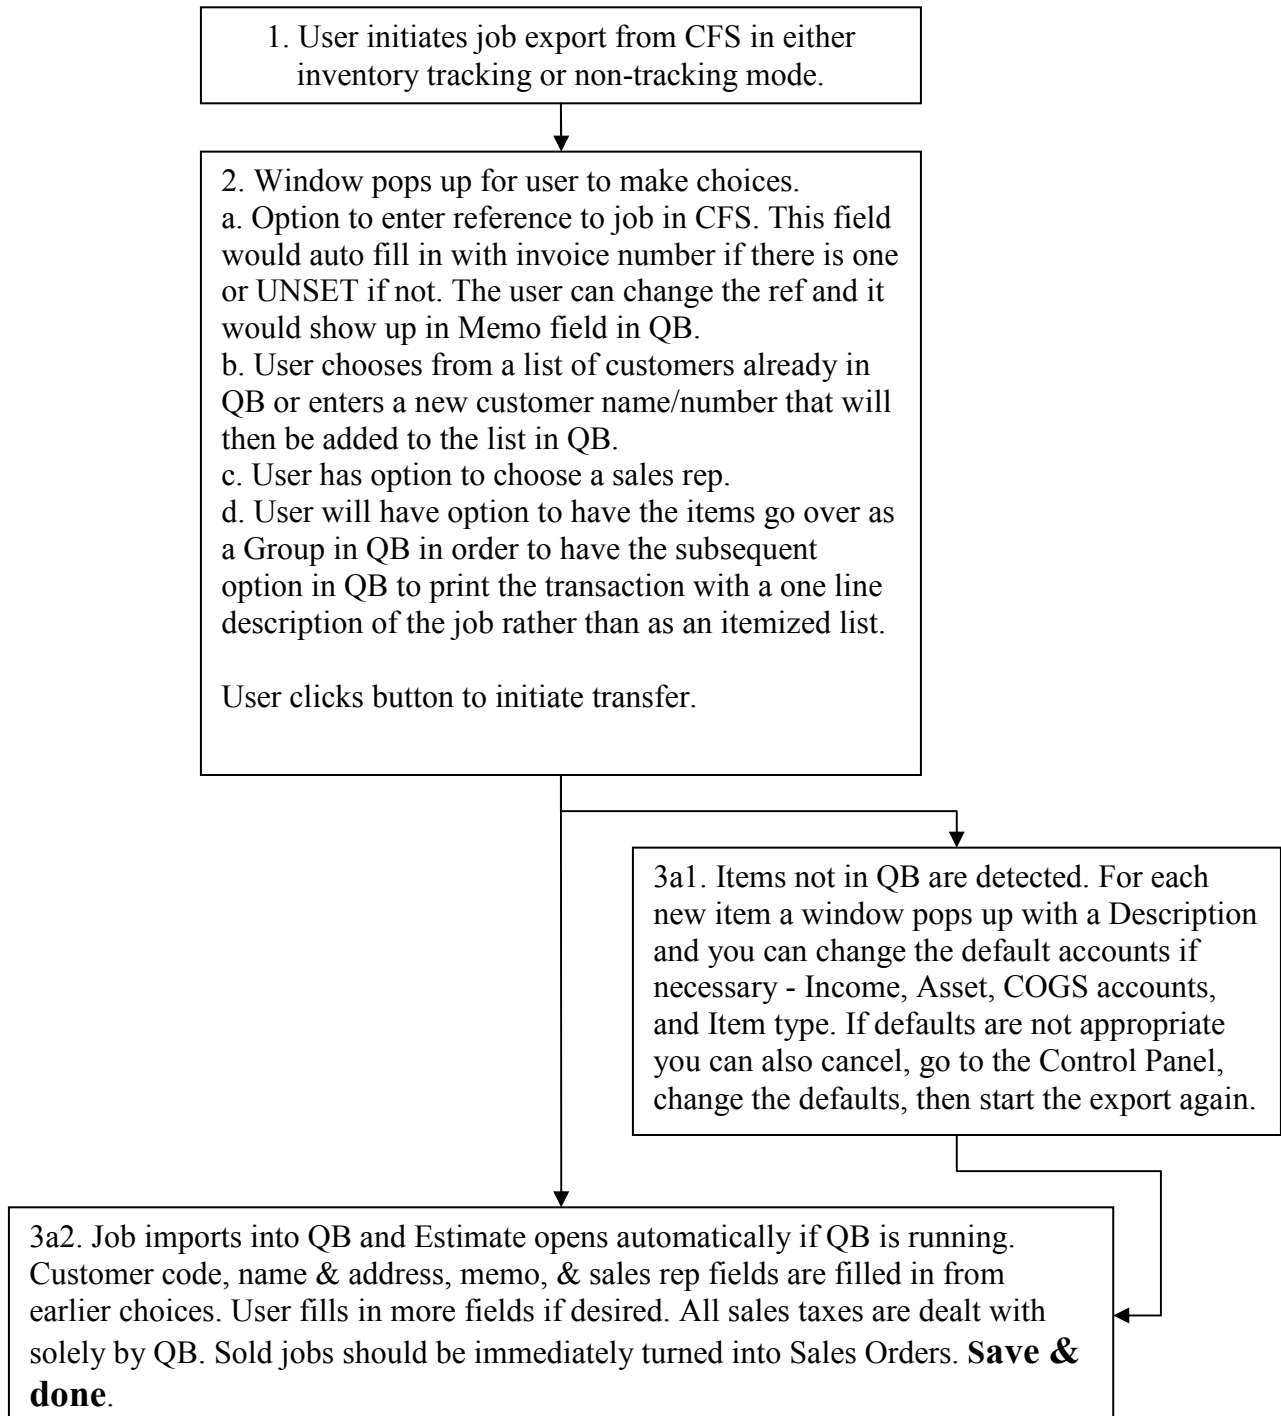 1. User initiates job export from CFS in either
inventory tracking or non-tracking mode.
2. Window pops up for user to make choices.
a. Option to enter reference to job in CFS. This field
would auto fill in with invoice number if there is one
or UNSET if not. The user can change the ref and it
would show up in Memo field in QB.
b. User chooses from a list of customers already in
QB or enters a new customer name/number that will
then be added to the list in QB.
c. User has option to choose a sales rep.
d. User will have option to have the items go over as
a Group in QB in order to have the subsequent
option in QB to print the transaction with a one line
description of the job rather than as an itemized list.
User clicks button to initiate transfer.
3a1. Items not in QB are detected. For each
new item a window pops up with a Description
and you can change the default accounts if
necessary - Income, Asset, COGS accounts,
and Item type. If defaults are not appropriate
you can also cancel, go to the Control Panel,
change the defaults, then start the export again.
3a2. Job imports into QB and Estimate opens automatically if QB is running.
Customer code, name & address, memo, & sales rep fields are filled in from
earlier choices. User fills in more fields if desired. All sales taxes are dealt with
solely by QB. Sold jobs should be immediately turned into Sales Orders. Save &
done.